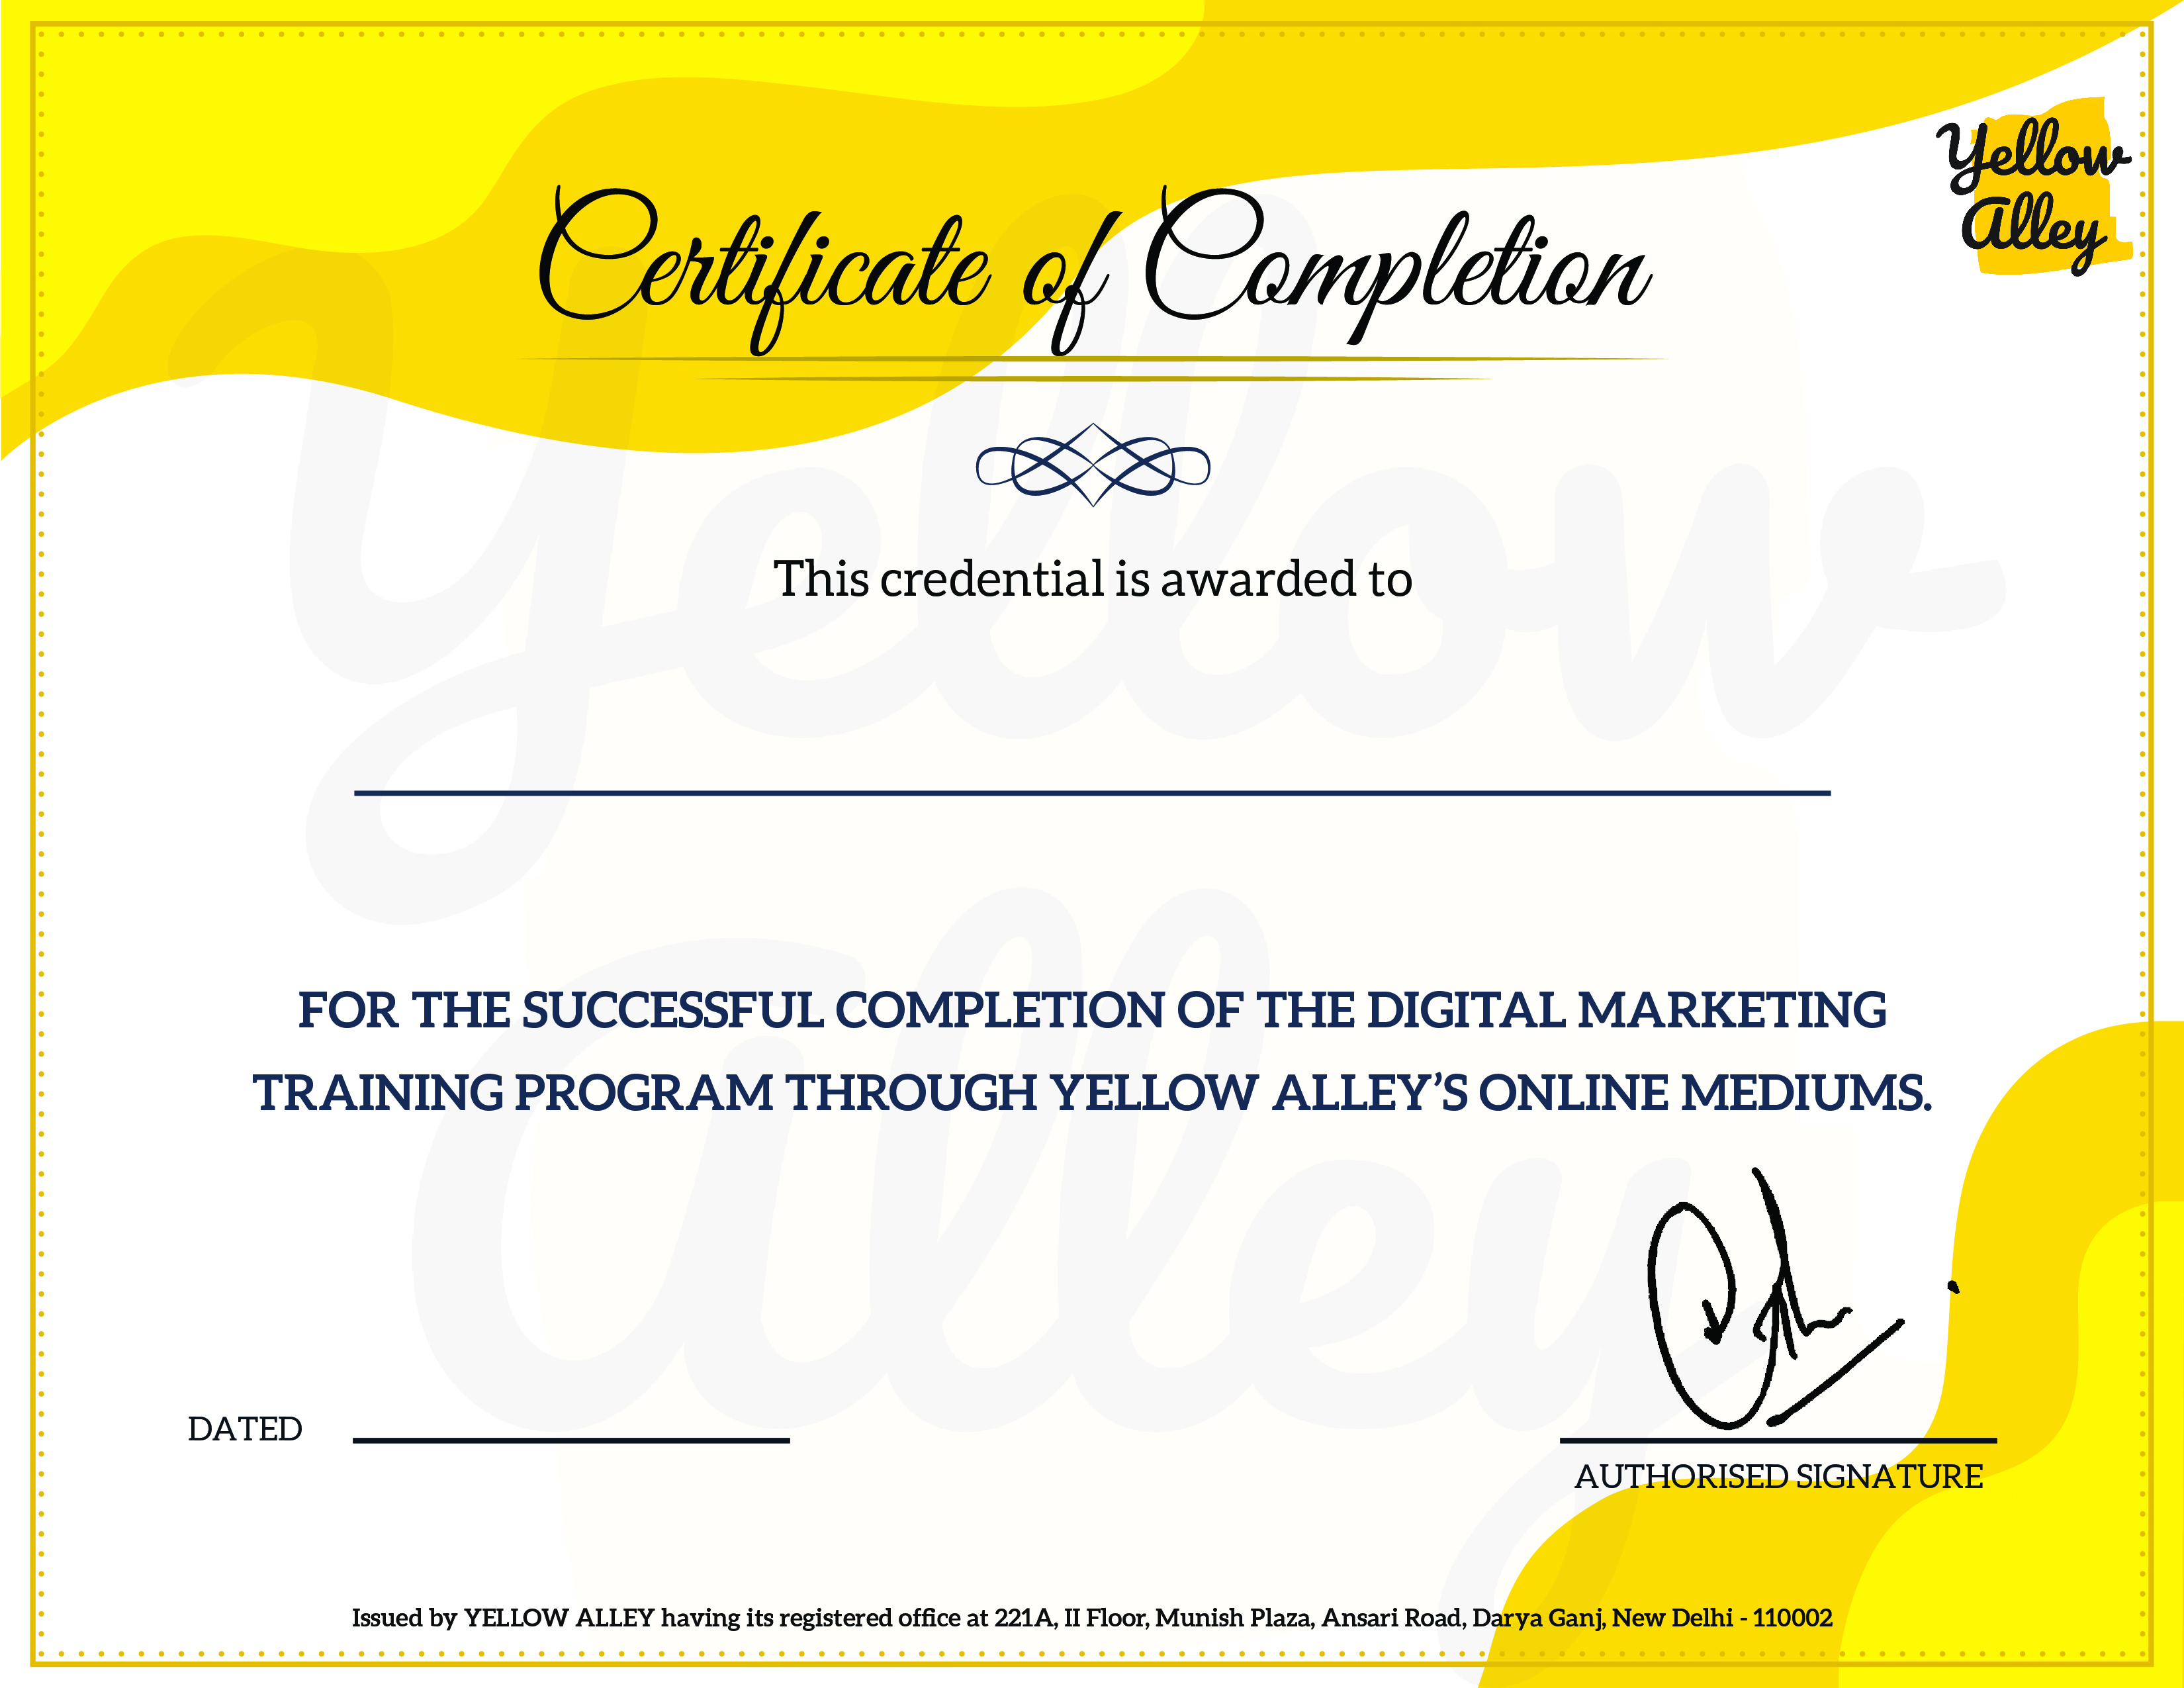 Yellow
Alley
Certificate of Completion
This credential is awarded to
FOR THE SUCCESSFUL COMPLETION OF THE DIGITAL MARKETING
TRAINING PROGRAM THROUGH YELLOW ALLEY’S ONLINE MEDIUMS.
DATED
AUTHORISED SIGNATURE
Issued by YELLOW ALLEY having its registered office at 221A, II Floor, Munish Plaza, Ansari Road, Darya Ganj, New Delhi - 110002
Yellow
Alley